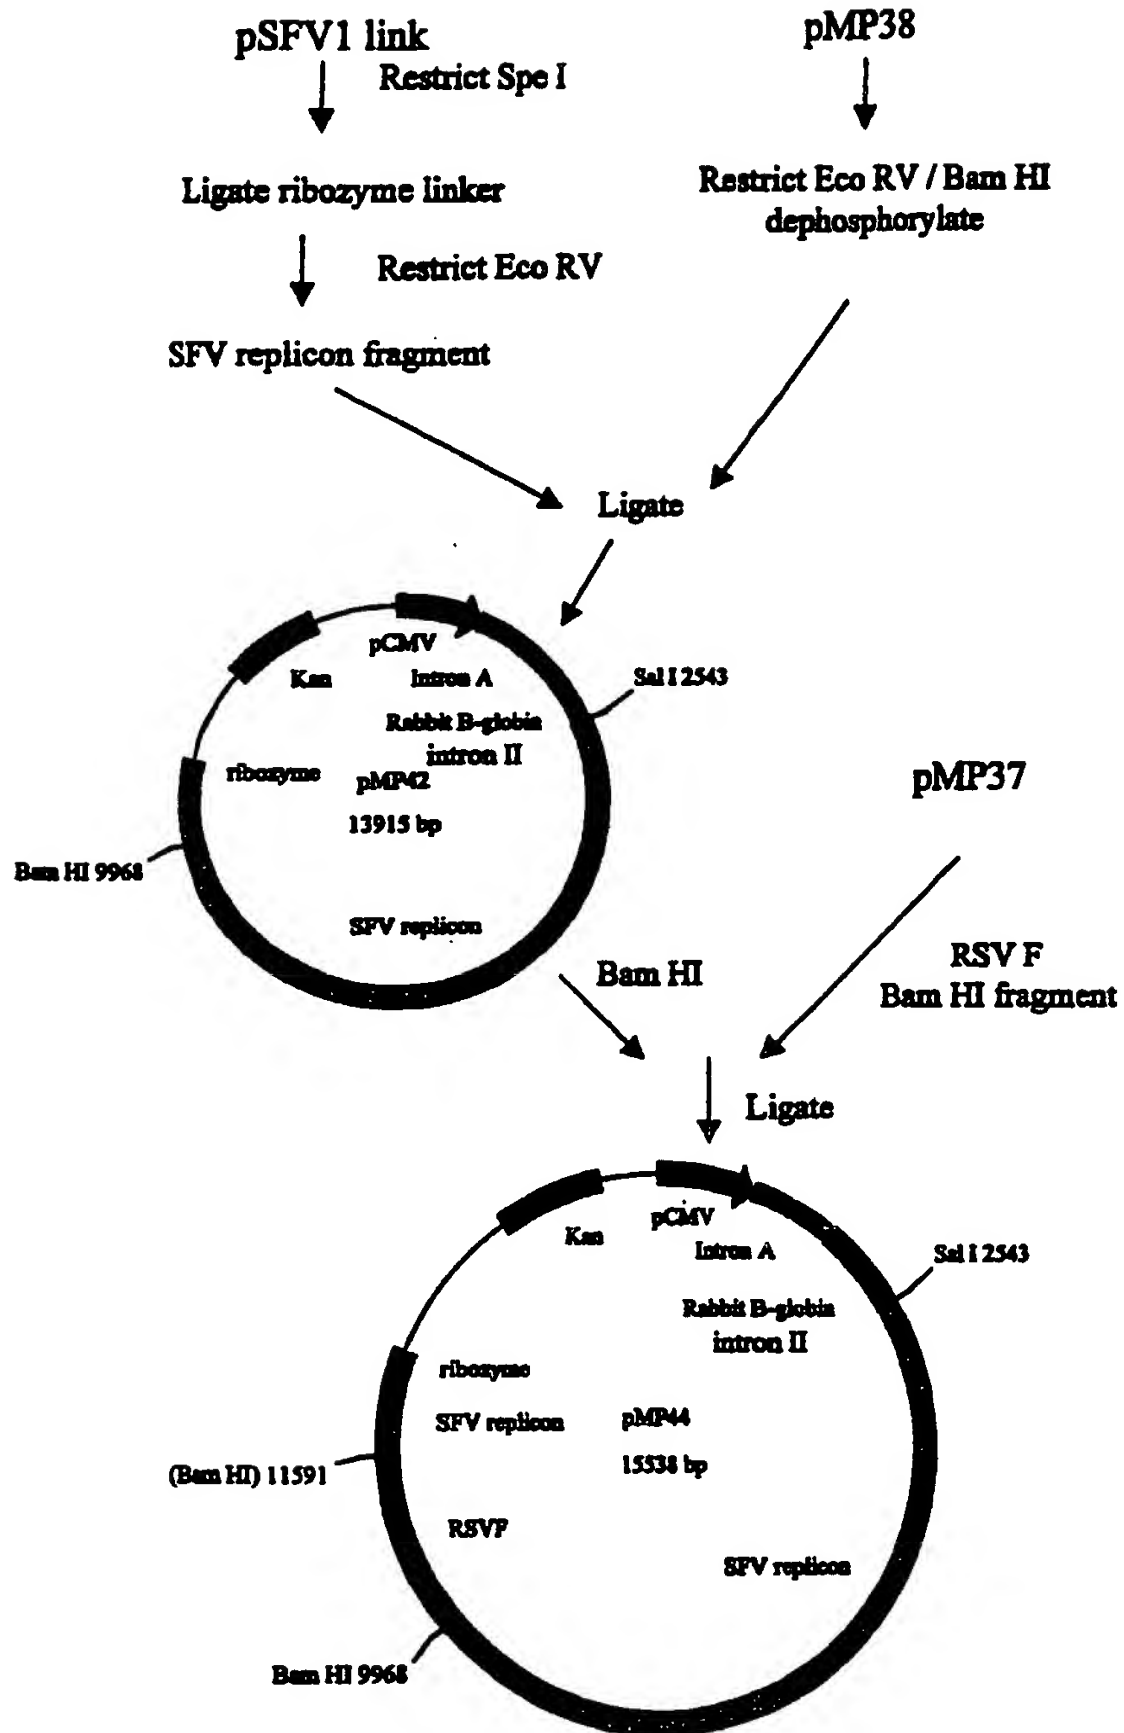 pSFV1 link
pMP38
Restrict Spe I
Ligate ribozyme linker
Restrict Eco RV / Bam HI
dephosphorylate
Restrict Eco RV
SFV replicon fragment
Ligate
pCMV
Kan
Intron A
Sal I 2543
Rabbit B-globin
intron II
ribozyme
pMP42
13915 bp
pMP37
Bam HI 9968
SFV replicon
Bam HI
RSV F
Bam HI fragment
Ligate
pCMV
Kan
Intron A
Sal I 2543
Rabbit B-globin
intron II
ribozyme
SFV replicon
pMP44
15538 bp
(Bam HI) 11591
RSVF
SFV replicon
Bam HI 9968